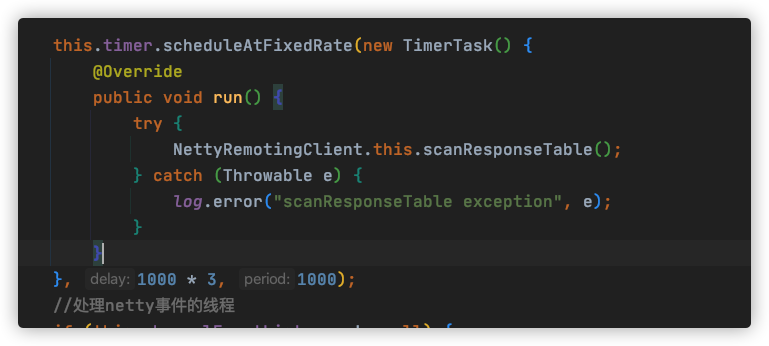 this.timer.scheduleAtFixedRate(new TimerTask() {
@Override
public void run() {
try {
NettyRemotingClient.this.scanResponseTable();
} catch (Throwable e) {
log.error("scanResponseTable exception", e);
}
}
}, delay: 1000 * 3, period: 1000);
//处理netty事件的线程